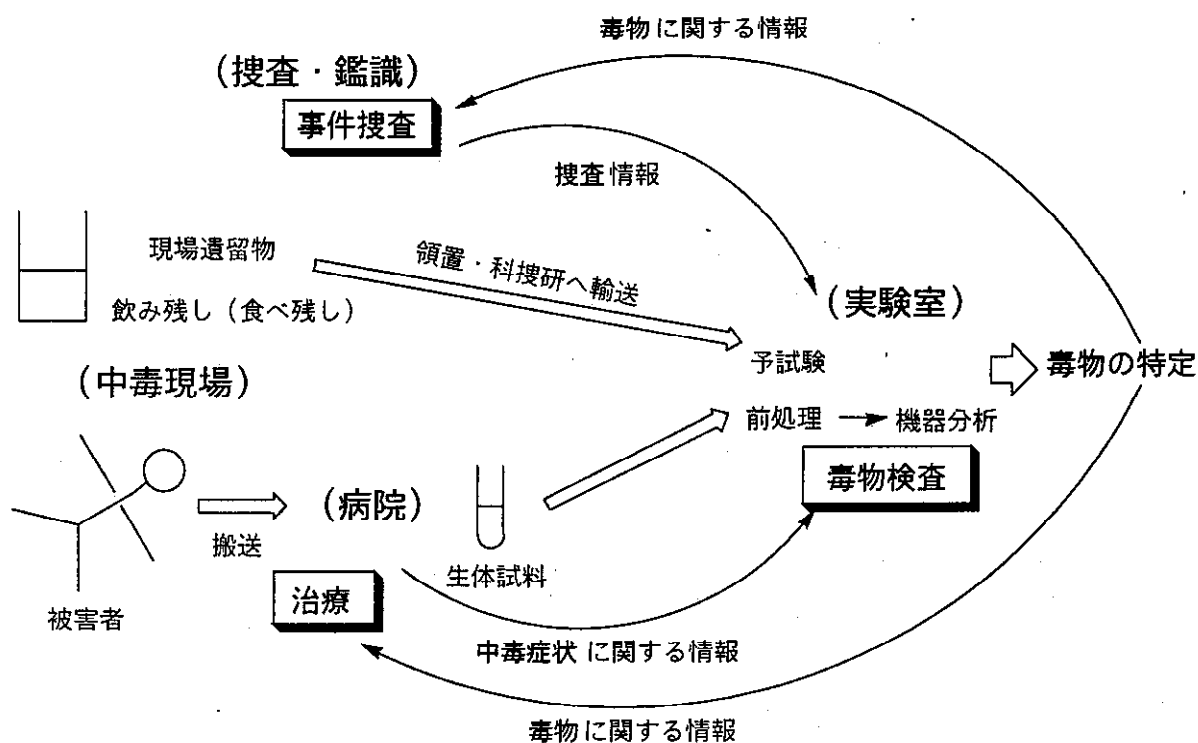 毒物に関する情報
（捜査・鑑識）
事件捜査
捜査情報
現場遺留物
領置・科捜研へ輸送
飲み残し（食べ残し）
（実験室）
予試験
毒物の特定
（中毒現場）
前処理
機器分析
毒物検査
（病院）
搬送
生体試料
治療
被害者
中毒症状に関する情報
毒物に関する情報